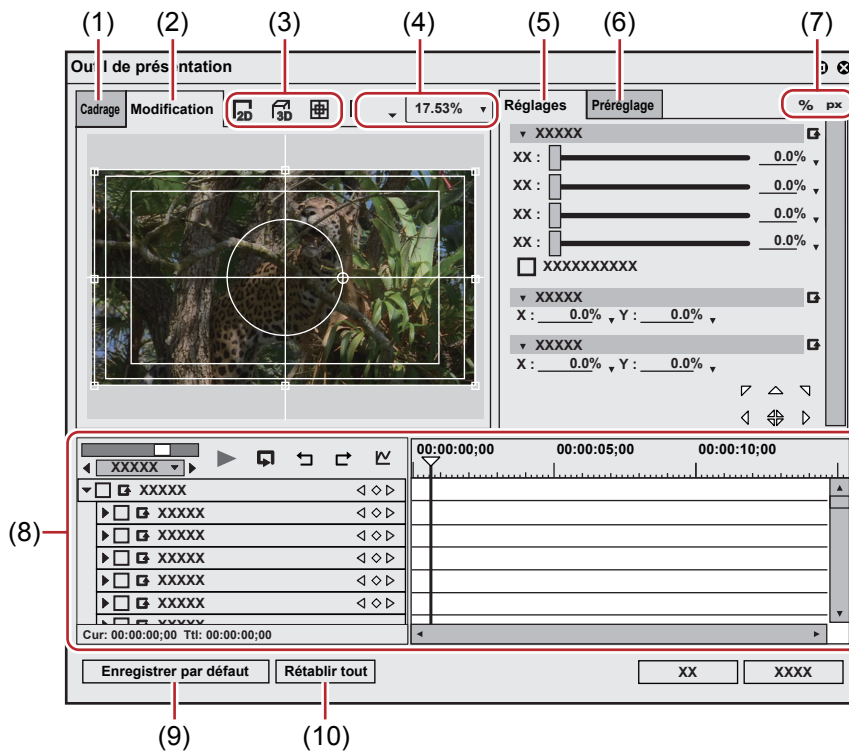 (1) (2) (3) (4) (5) (6) (7)
Outil de présentation
Cadrage Modification 2D 3D 17.53% Réglages Préréglage % px
XXXXX
XX : 0.0%
XX : 0.0%
XX : 0.0%
XX : 0.0%
XXXXXXXXXX
XXXXX
X : 0.0% Y : 0.0%
XXXXX
X : 0.0% Y : 0.0%
(8)
XXXXX
00:00:00;00 00:00:05;00 00:00:10;00
XXXXX
XXXXX
XXXXX
XXXXX
XXXXX
XXXXX
XXXXX
Cur: 00:00:00;00 Ttl: 00:00:00;00
Enregistrer par défaut Rétablir tout XX XXXX
(9) (10)